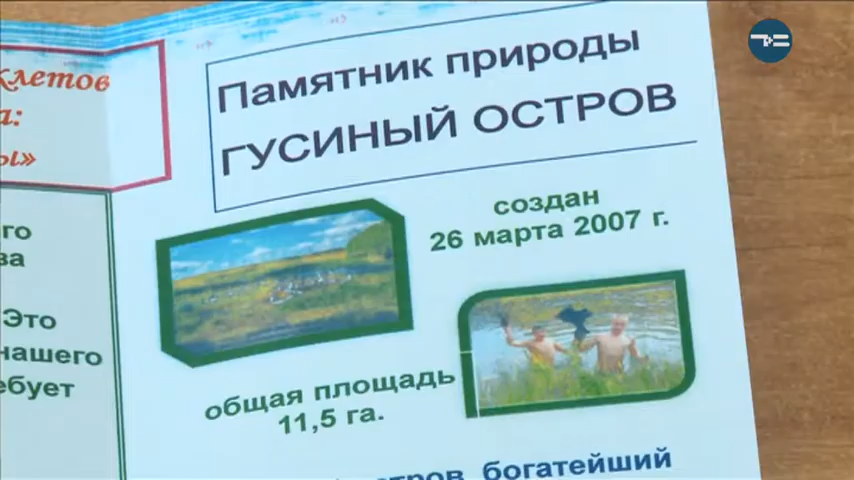 клетов
а:
ы»
го
ва
Это
нашего
ебует
Памятник природы
ГУСИНЫЙ ОСТРОВ
создан
26 марта 2007 г.
общая площадь
11,5 га.
остров богатейший